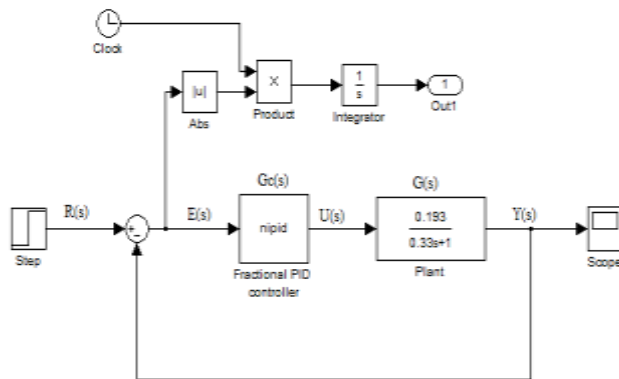 Clock
|u|
Abs
X
Product
1
s
Integrator
1
Out1
Gc(s)
G(s)
R(s)
E(s)
U(s)
Y(s)
+
-
nipid
0.193
0.33s+1
Step
Fractional PID
controller
Plant
Scope